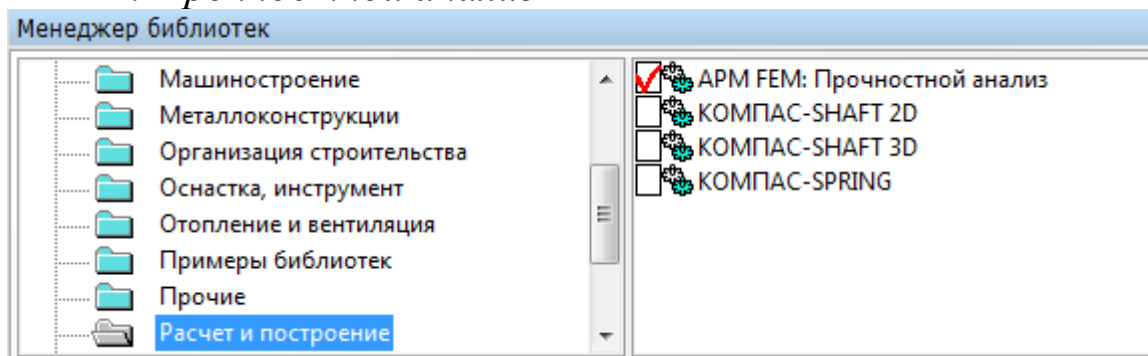 Менеджер библиотек
Машиностроение
Металлоконструкции
Организация строительства
Оснастка, инструмент
Отопление и вентиляция
Примеры библиотек
Прочие
Расчет и построение
APM FEM: Прочностной анализ
КОМПАС-SHAFT 2D
КОМПАС-SHAFT 3D
КОМПАС-SPRING